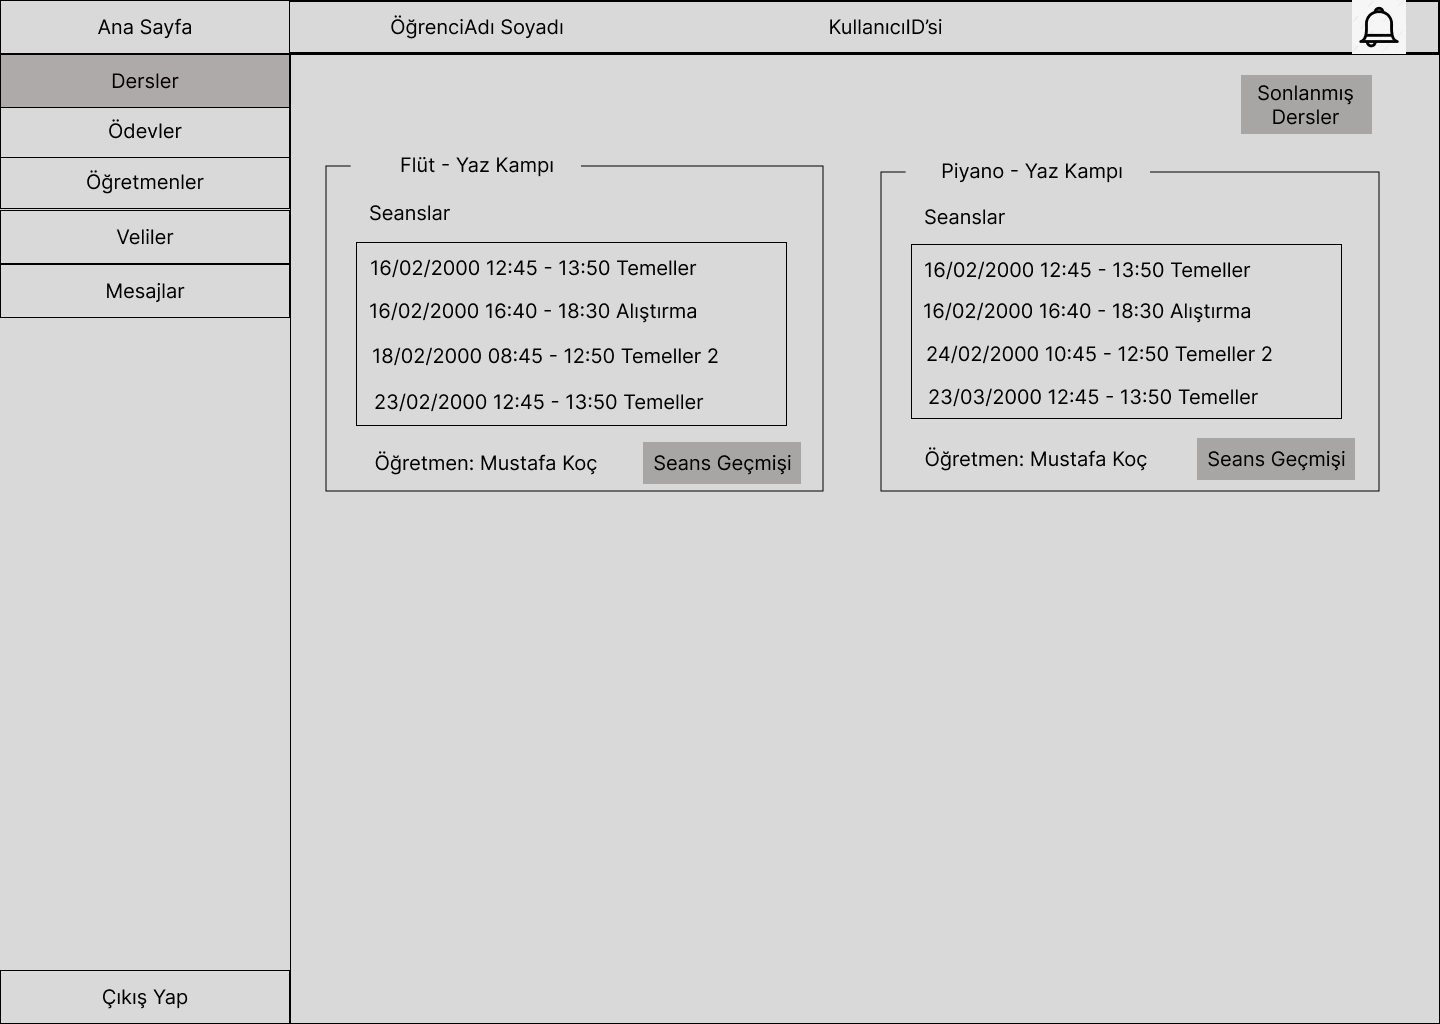 Ana Sayfa
ÖğrenciAdı Soyadı
KullanıcıID’si
Dersler
Ödevler
Öğretmenler
Veliler
Mesajlar
Çıkış Yap
Sonlanmış
Dersler
Flüt - Yaz Kampı
Seanslar
16/02/2000 12:45 - 13:50 Temeller
16/02/2000 16:40 - 18:30 Alıştırma
18/02/2000 08:45 - 12:50 Temeller 2
23/02/2000 12:45 - 13:50 Temeller
Öğretmen: Mustafa Koç
Seans Geçmişi
Piyano - Yaz Kampı
Seanslar
16/02/2000 12:45 - 13:50 Temeller
16/02/2000 16:40 - 18:30 Alıştırma
24/02/2000 10:45 - 12:50 Temeller 2
23/03/2000 12:45 - 13:50 Temeller
Öğretmen: Mustafa Koç
Seans Geçmişi